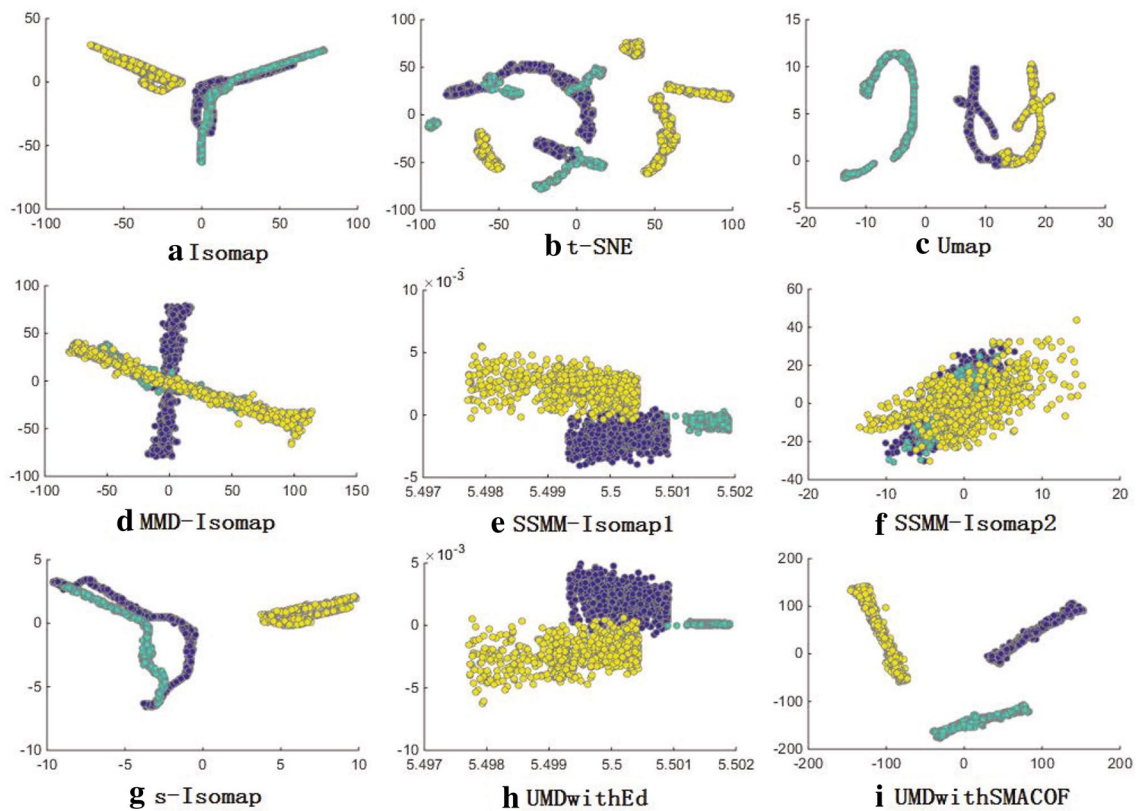 50
0
-50
-100
-100 -50 0 50 100
a Isomap
100
50
0
-50
-100
-100 -50 0 50 100
b t-SNE
15
10
5
0
-5
-20 -10 0 10 20 30
c Umap
100
50
0
-50
-100
-100 -50 0 50 100 150
d MMD-Isomap
10 × 10-3
5
0
-5
5.497 5.498 5.499 5.5 5.501 5.502
e SSMM-Isomap1
60
40
20
0
-20
-40
-20 -10 0 10 20
f SSMM-Isomap2
5
0
-5
-10
-10 -5 0 5 10
g s-Isomap
5 × 10-3
0
-5
-10
5.497 5.498 5.499 5.5 5.501 5.502
h UMDwithEd
200
100
0
-100
-200
-200 -100 0 100 200
i UMDwithSMACOF